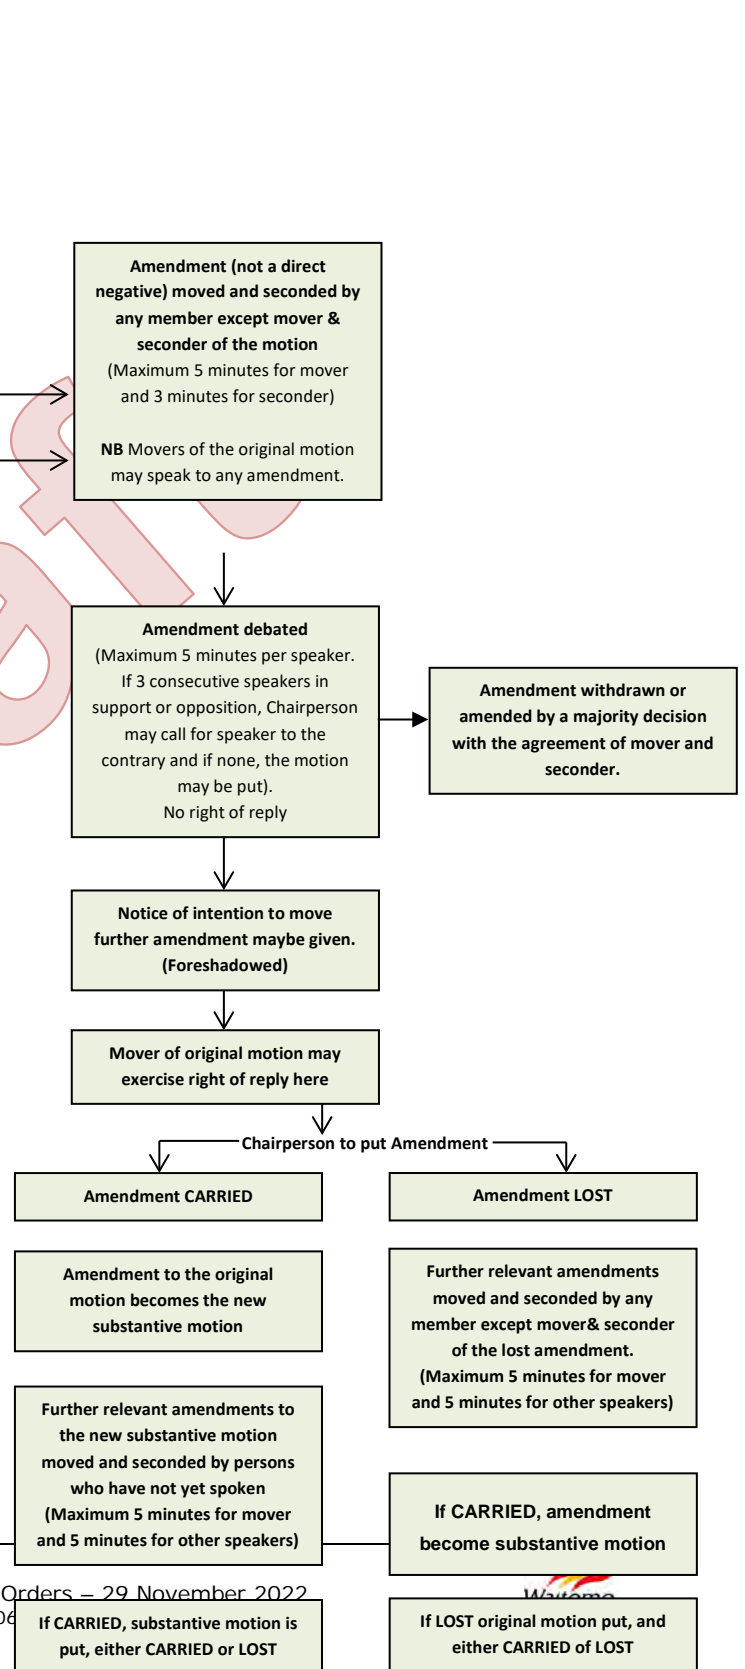 Amendment (not a direct
negative) moved and seconded by
any member except mover &
seconder of the motion
(Maximum 5 minutes for mover
and 3 minutes for seconder)
NB Movers of the original motion
may speak to any amendment.
Amendment debated
(Maximum 5 minutes per speaker.
If 3 consecutive speakers in
support or opposition, Chairperson
may call for speaker to the
contrary and if none, the motion
may be put).
No right of reply
Amendment withdrawn or
amended by a majority decision
with the agreement of mover and
seconder.
Notice of intention to move
further amendment maybe given.
(Foreshadowed)
Mover of original motion may
exercise right of reply here
Chairperson to put Amendment
Amendment CARRIED
Amendment LOST
Amendment to the original
motion becomes the new
substantive motion
Further relevant amendments
moved and seconded by any
member except mover& seconder
of the lost amendment.
(Maximum 5 minutes for mover
and 5 minutes for other speakers)
Further relevant amendments to
the new substantive motion
moved and seconded by persons
who have not yet spoken
(Maximum 5 minutes for mover
and 5 minutes for other speakers)
If CARRIED, amendment
become substantive motion
Orders – 29 November 2022
Waitomo
If CARRIED, substantive motion is
put, either CARRIED or LOST
If LOST original motion put, and
either CARRIED of LOST